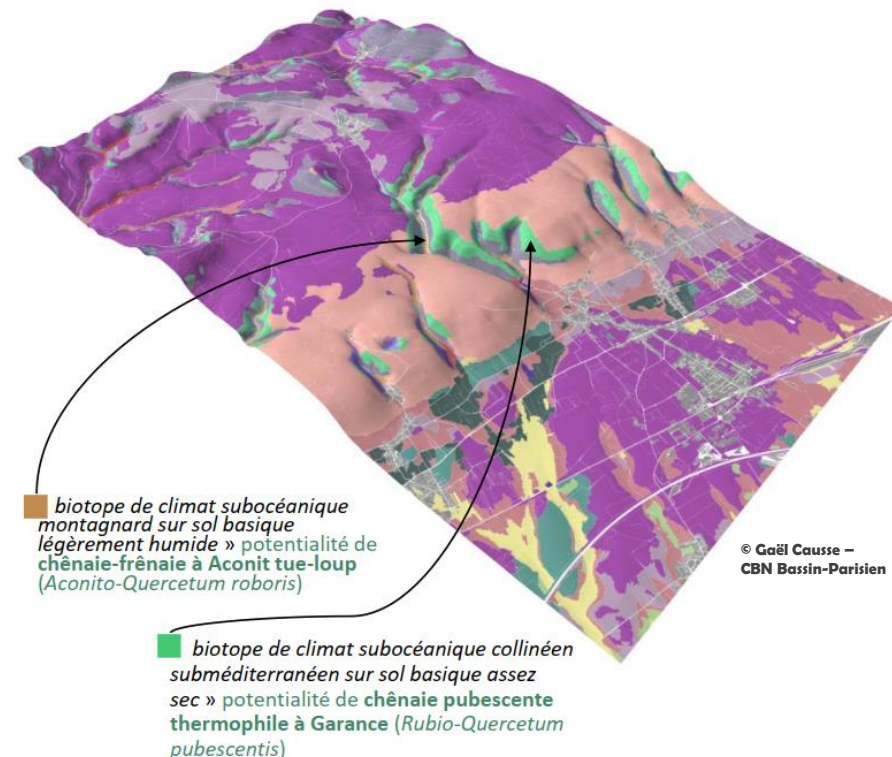 biotope de climat subocéanique
montagnard sur sol basique
légèrement humide » potentialité de
chênaie-frênaie à Aconit tue-loup
(Aconito-Quercetum roboris)
© Gaël Causse –
CBN Bassin-Parisien
biotope de climat subocéanique collinéen
subméditerranéen sur sol basique assez
sec » potentialité de chênaie pubescente
thermophile à Garance (Rubio-Quercetum
pubescentis)